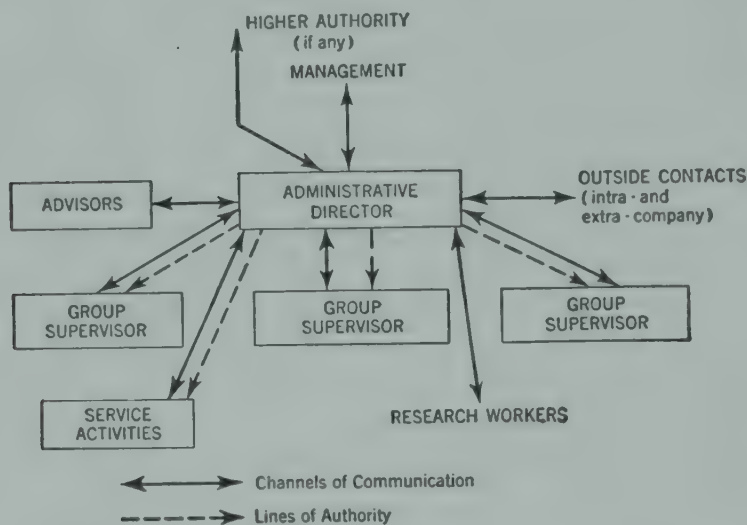 HIGHER AUTHORITY
(if any)
MANAGEMENT
ADVISORS
ADMINISTRATIVE
DIRECTOR
OUTSIDE CONTACTS
(intra - and
extra - company)
GROUP
SUPERVISOR
GROUP
SUPERVISOR
GROUP
SUPERVISOR
SERVICE
ACTIVITIES
RESEARCH WORKERS
Channels of Communication
Lines of Authority